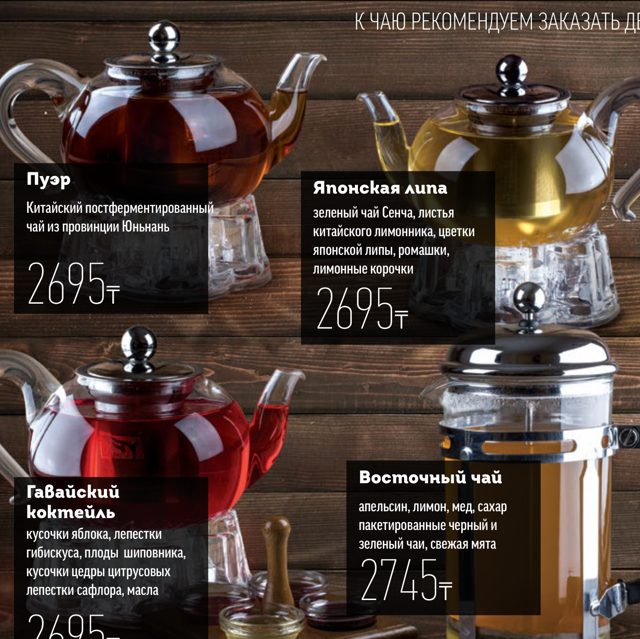 К ЧАЮ РЕКОМЕНДУЕМ ЗАКАЗАТЬ
Пуэр
Китайский постферментированный
чай из провинции Юньнань
2695₸
Японская липа
зеленый чай Сенча, листья
китайского лимонника, цветки
японской липы, ромашки,
лимонные корочки
2695₸
Гавайский
коктейль
кусочки яблока, лепестки
гибискуса, плоды шиповника,
кусочки цедры цитрусовых
лепестки сафлора, масла
2695₸
Восточный чай
апельсин, лимон, мед, сахар
пакетированные черный и
зеленый чаи, свежая мята
2745₸